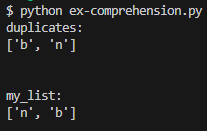 $ python ex-comprehension.py
duplicates:
['b', 'n']
my_list:
['n', 'b']